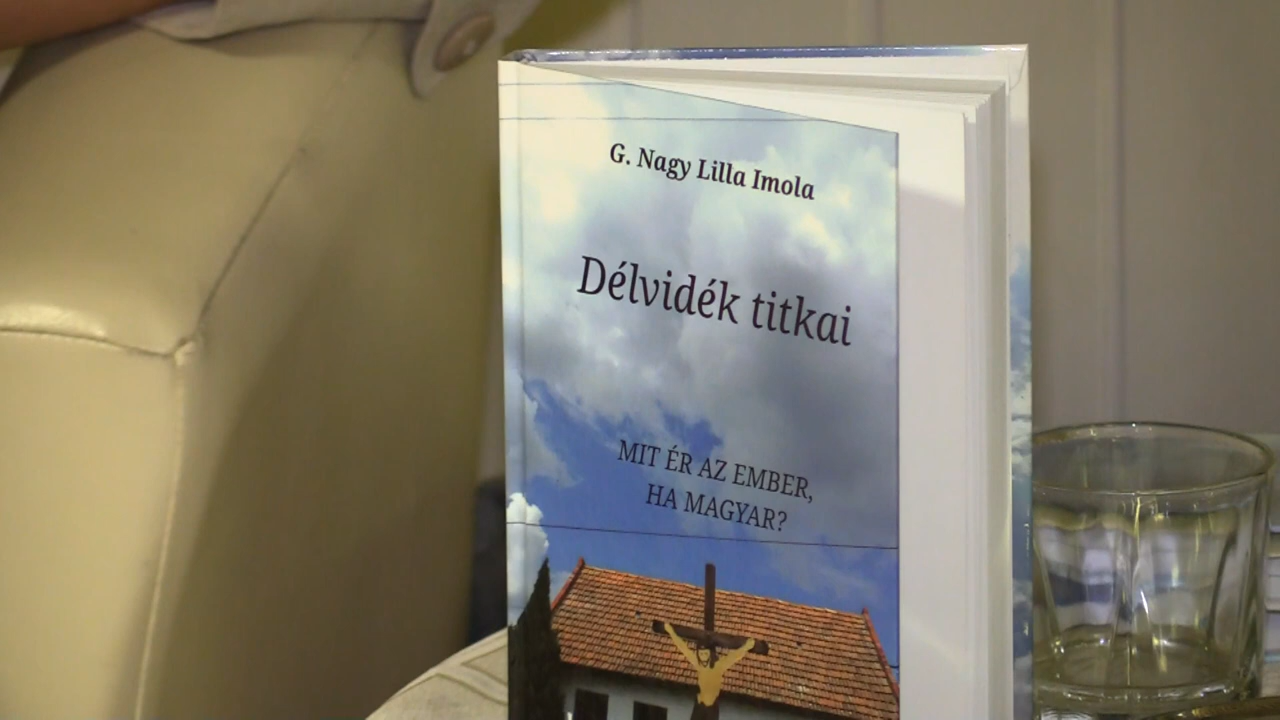 G. Nagy Lilla Imola
Délvidék titkai
MIT ÉR AZ EMBER,
HA MAGYAR?